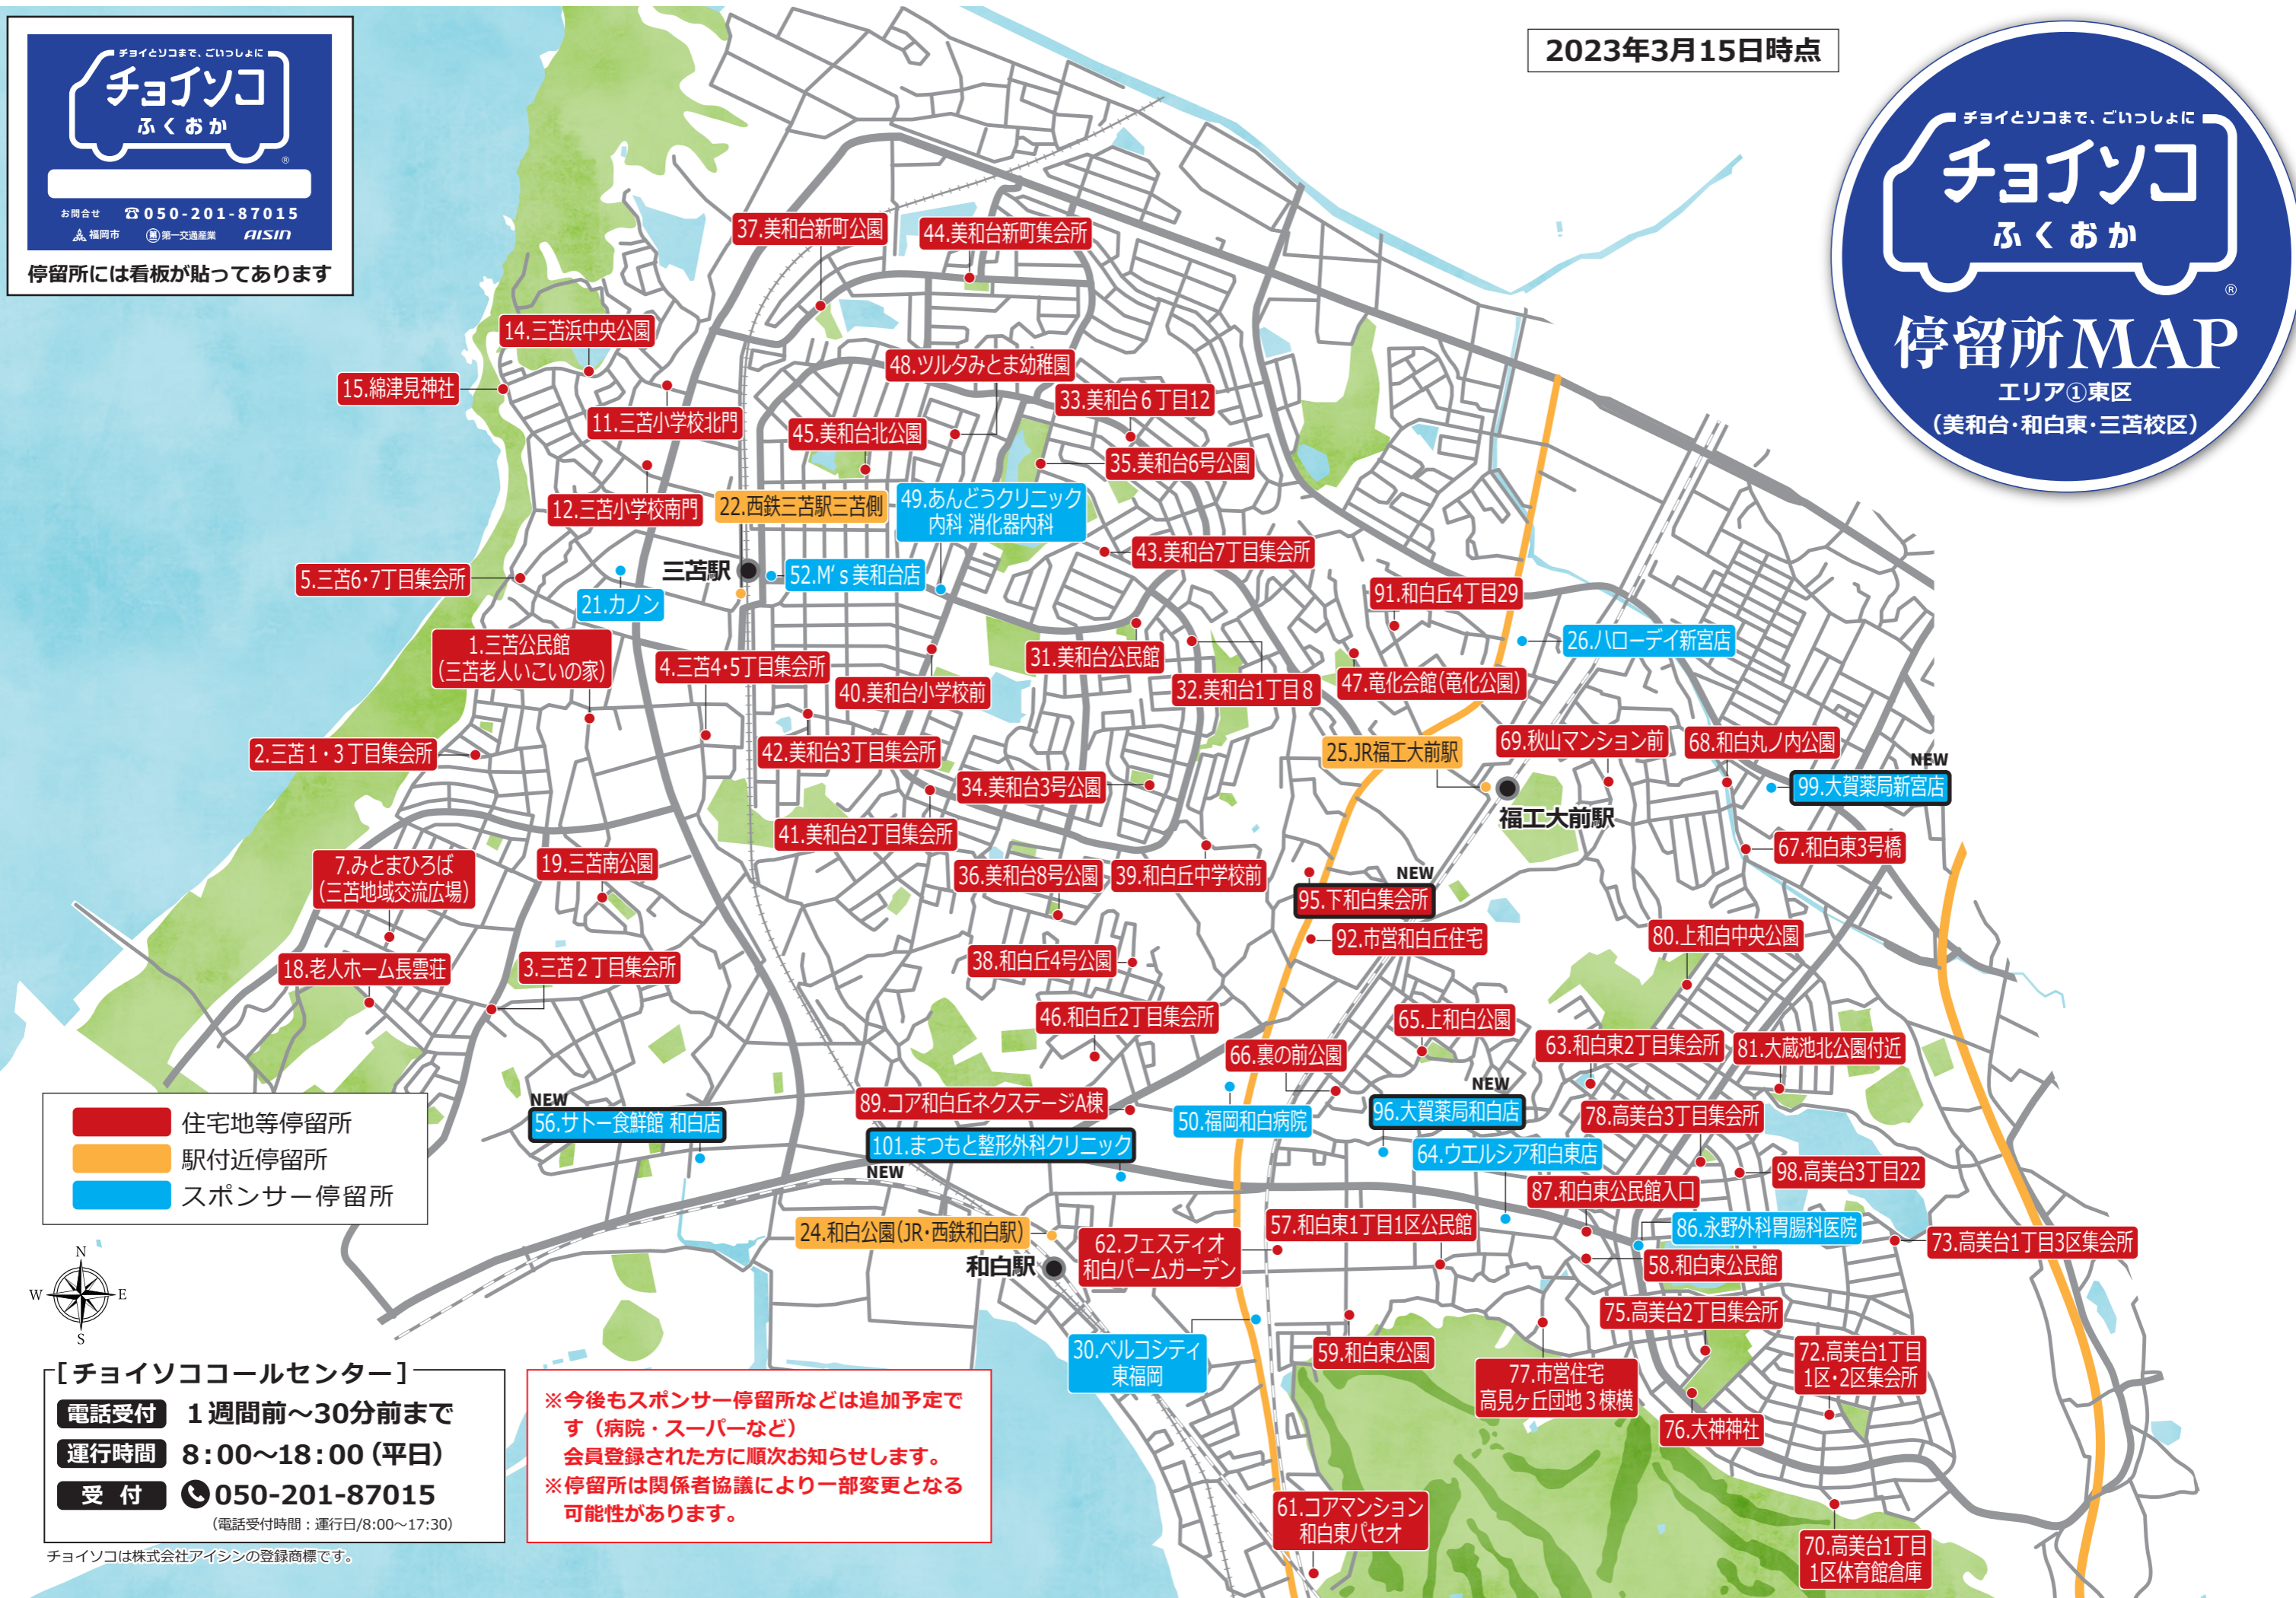 チョイとソコまで、ごいっしょに
チョイソコ
ふくおか
®
お問合せ ☎050-201-87015
福岡市 第一交通産業 AISIN
停留所には看板が貼ってあります
2023年3月15日時点
チョイとソコまで、ごいっしょに
チョイソコ
ふくおか
®
停留所MAP
エリア①東区
(美和台・和白東・三苫校区)
37.美和台新町公園
44.美和台新町集会所
14.三苫浜中央公園
48.ツルタみとま幼稚園
15.綿津見神社
33.美和台6丁目12
11.三苫小学校北門
45.美和台北公園
35.美和台6号公園
12.三苫小学校南門
22.西鉄三苫駅三苫側
49.あんどうクリニック
内科 消化器内科
43.美和台7丁目集会所
三苫駅
52.M's美和台店
5.三苫6・7丁目集会所
21.カノン
91.和白丘4丁目29
26.ハローデイ新宮店
1.三苫公民館
(三苫老人いこいの家)
4.三苫4・5丁目集会所
31.美和台公民館
40.美和台小学校前
32.美和台1丁目8
47.竜化会館(竜化公園)
2.三苫1・3丁目集会所
42.美和台3丁目集会所
25.JR福工大前駅
69.秋山マンション前
68.和白丸ノ内公園
NEW
99.大賀薬局新宮店
34.美和台3号公園
福工大前駅
41.美和台2丁目集会所
67.和白東3号橋
7.みとまひろば
(三苫地域交流広場)
19.三苫南公園
36.美和台8号公園
39.和白丘中学校前
NEW
95.下和白集会所
92.市営和白丘住宅
80.上和白中央公園
18.老人ホーム長雲荘
3.三苫2丁目集会所
38.和白丘4号公園
46.和白丘2丁目集会所
65.上和白公園
66.裏の前公園
63.和白東2丁目集会所
81.大蔵池北公園付近
住宅地等停留所
駅付近停留所
スポンサー停留所
NEW
56.サトー食鮮館 和白店
89.コア和白丘ネクステージA棟
50.福岡和白病院
NEW
96.大賀薬局和白店
78.高美台3丁目集会所
101.まつもと整形外科クリニック
NEW
64.ウエルシア和白東店
98.高美台3丁目22
87.和白東公民館入口
24.和白公園(JR・西鉄和白駅)
57.和白東1丁目1区公民館
86.永野外科胃腸科医院
62.フェスティオ
和白パームガーデン
73.高美台1丁目3区集会所
和白駅
58.和白東公民館
75.高美台2丁目集会所
30.ベルコシティ
東福岡
59.和白東公園
77.市営住宅
高見ヶ丘団地3棟横
72.高美台1丁目
1区・2区集会所
76.大神神社
61.コアマンション
和白東パセオ
70.高美台1丁目
1区体育館倉庫
N
W E
S
[チョイソココールセンター]
電話受付 1週間前〜30分前まで
運行時間 8:00〜18:00(平日)
受付 050-201-87015
(電話受付時間:運行日/8:00〜17:30)
チョイソコは株式会社アイシンの登録商標です。
※今後もスポンサー停留所などは追加予定で
す(病院・スーパーなど)
会員登録された方に順次お知らせします。
※停留所は関係者協議により一部変更となる
可能性があります。